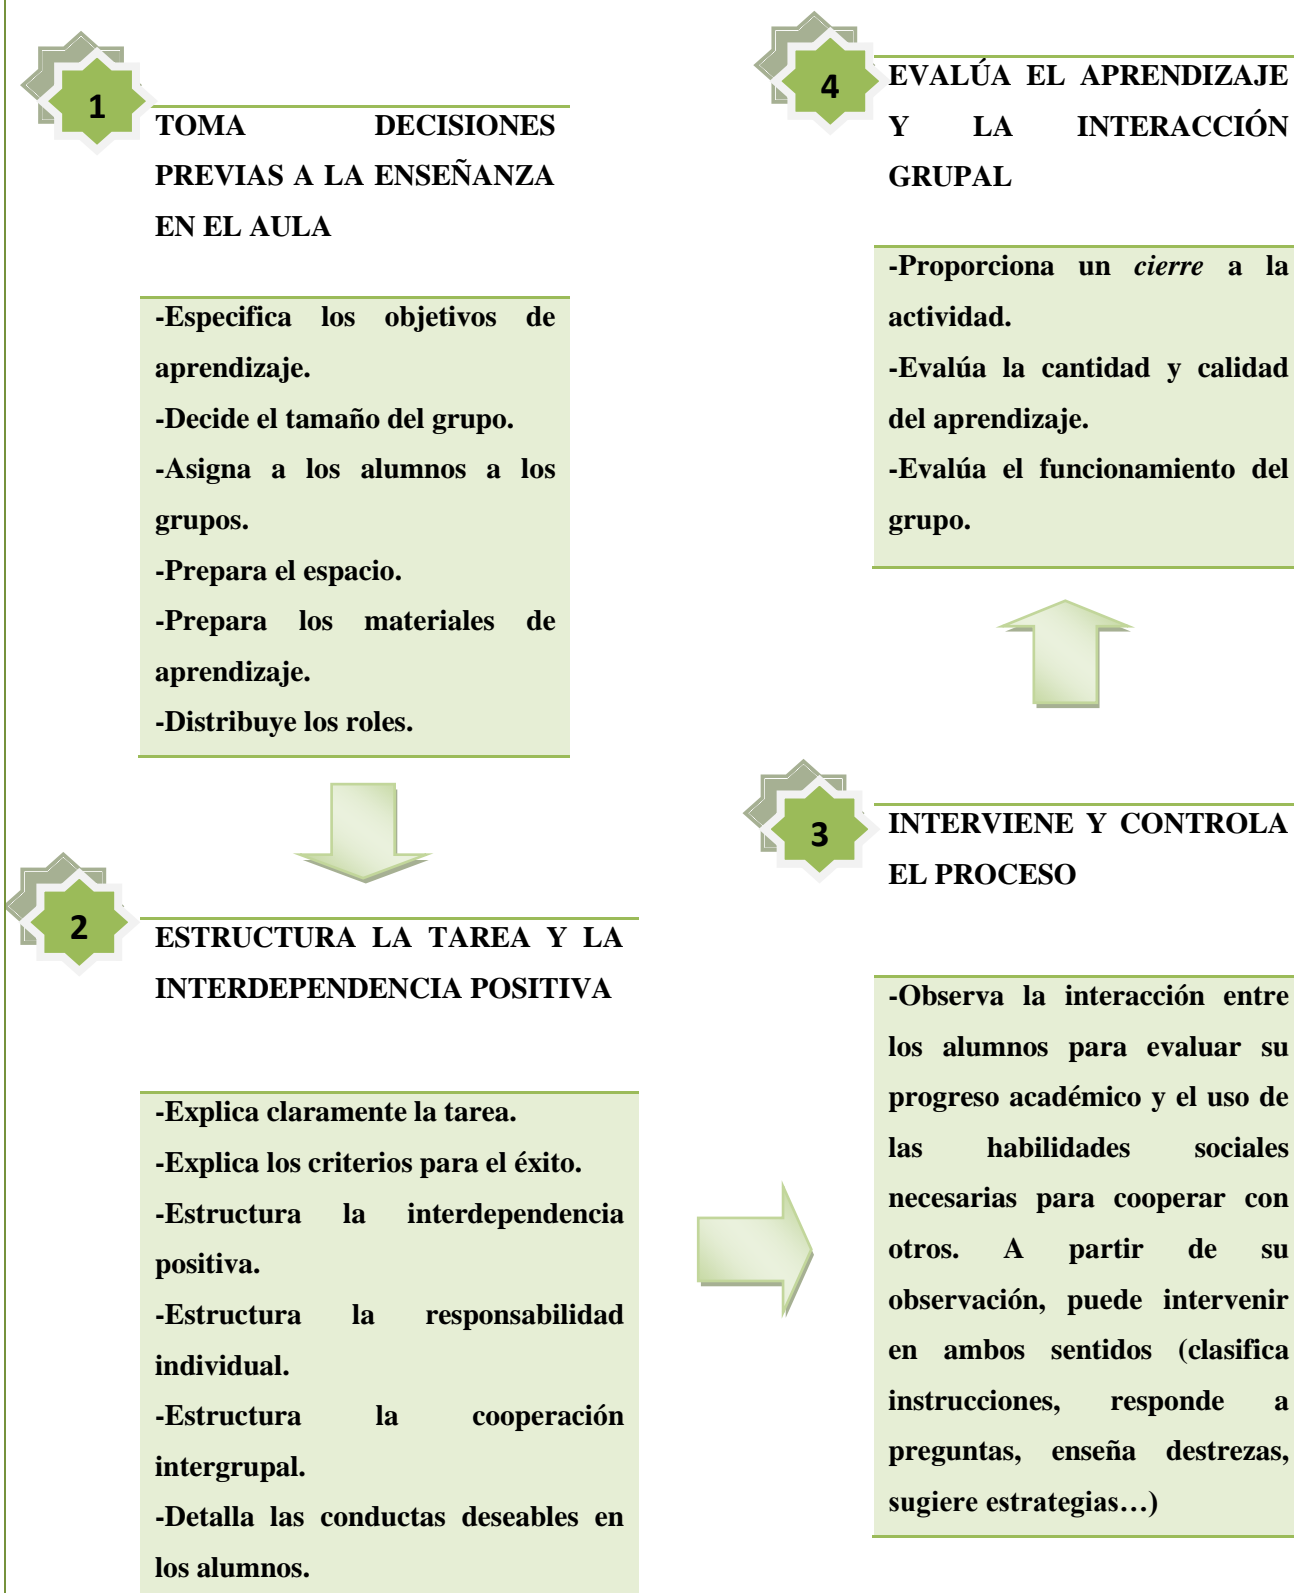 1
TOMA DECISIONES
PREVIAS A LA ENSEÑANZA
EN EL AULA
-Especifica los objetivos de
aprendizaje.
-Decide el tamaño del grupo.
-Asigna a los alumnos a los
grupos.
-Prepara el espacio.
-Prepara los materiales de
aprendizaje.
-Distribuye los roles.
2
ESTRUCTURA LA TAREA Y LA
INTERDEPENDENCIA POSITIVA
-Explica claramente la tarea.
-Explica los criterios para el éxito.
-Estructura la interdependencia
positiva.
-Estructura la responsabilidad
individual.
-Estructura la cooperación
intergrupal.
-Detalla las conductas deseables en
los alumnos.
3
INTERVIENE Y CONTROLA
EL PROCESO
-Observa la interacción entre
los alumnos para evaluar su
progreso académico y el uso de
las habilidades sociales
necesarias para cooperar con
otros. A partir de su
observación, puede intervenir
en ambos sentidos (clasifica
instrucciones, responde a
preguntas, enseña destrezas,
sugiere estrategias…)
4
EVALÚA EL APRENDIZAJE
Y LA INTERACCIÓN
GRUPAL
-Proporciona un cierre a la
actividad.
-Evalúa la cantidad y calidad
del aprendizaje.
-Evalúa el funcionamiento del
grupo.